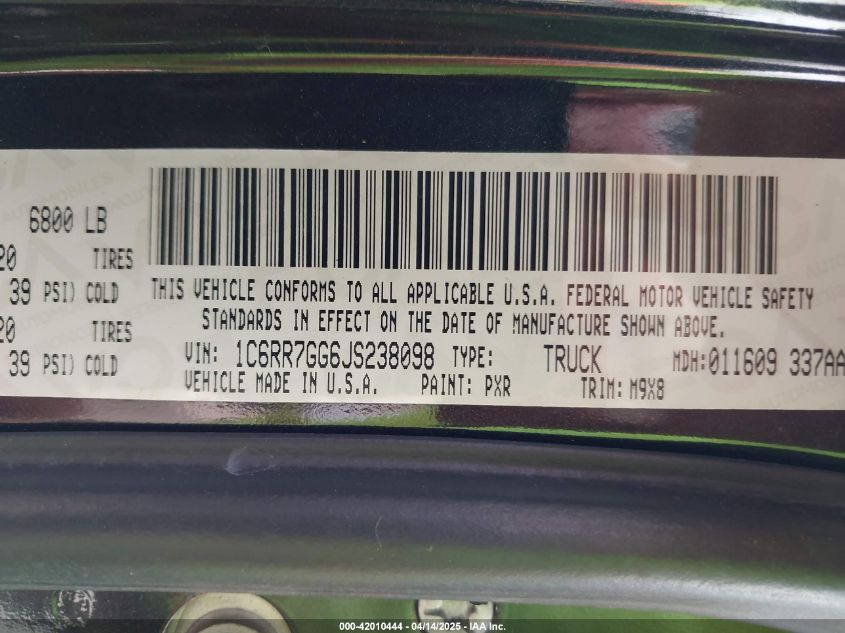 6800 LB
20 TIRES
39 PSI) COLD
20 TIRES
39 PSI) COLD
THIS VEHICLE CONFORMS TO ALL APPLICABLE U.S.A. FEDERAL MOTOR VEHICLE SAFETY
STANDARDS IN EFFECT ON THE DATE OF MANUFACTURE SHOWN ABOVE.
VIN: 1C6RR7GG6JS238098 TYPE: TRUCK MDH:011609 337AA
VEHICLE MADE IN U.S.A. PAINT: PXR TRIM: M9X8
000-42010444 - 04/14/2025 - IAA Inc.